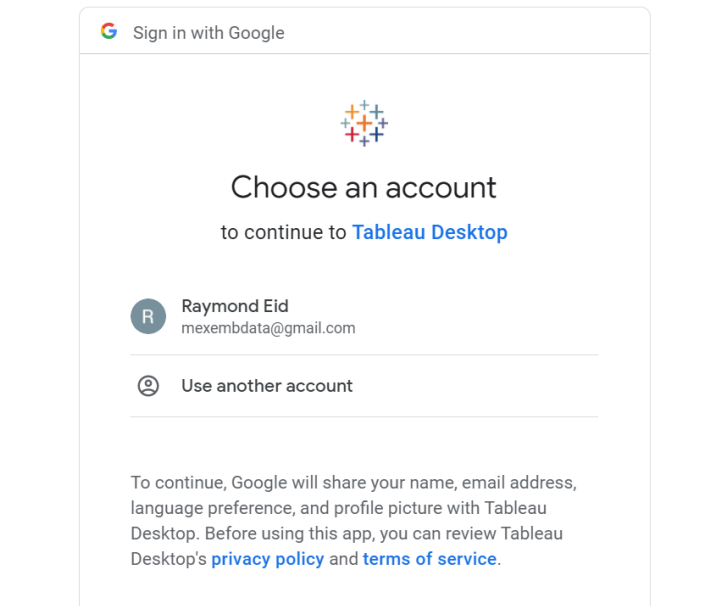 Sign in with Google
Choose an account
to continue to Tableau Desktop
R
Raymond Eid
mexembdata@gmail.com
Use another account
To continue, Google will share your name, email address,
language preference, and profile picture with Tableau
Desktop. Before using this app, you can review Tableau
Desktop's privacy policy and terms of service.